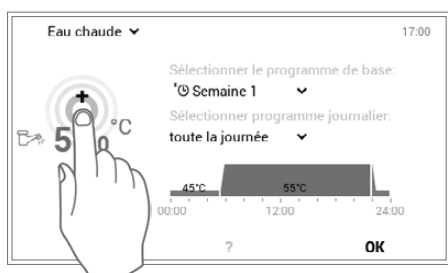 Eau chaude
17:00
Sélectionner le programme de base:
Semaine 1
+
°C
5
Sélectionner programme journalier:
toute la journée
45°C
55°C
00:00
12:00
24:00
?
OK